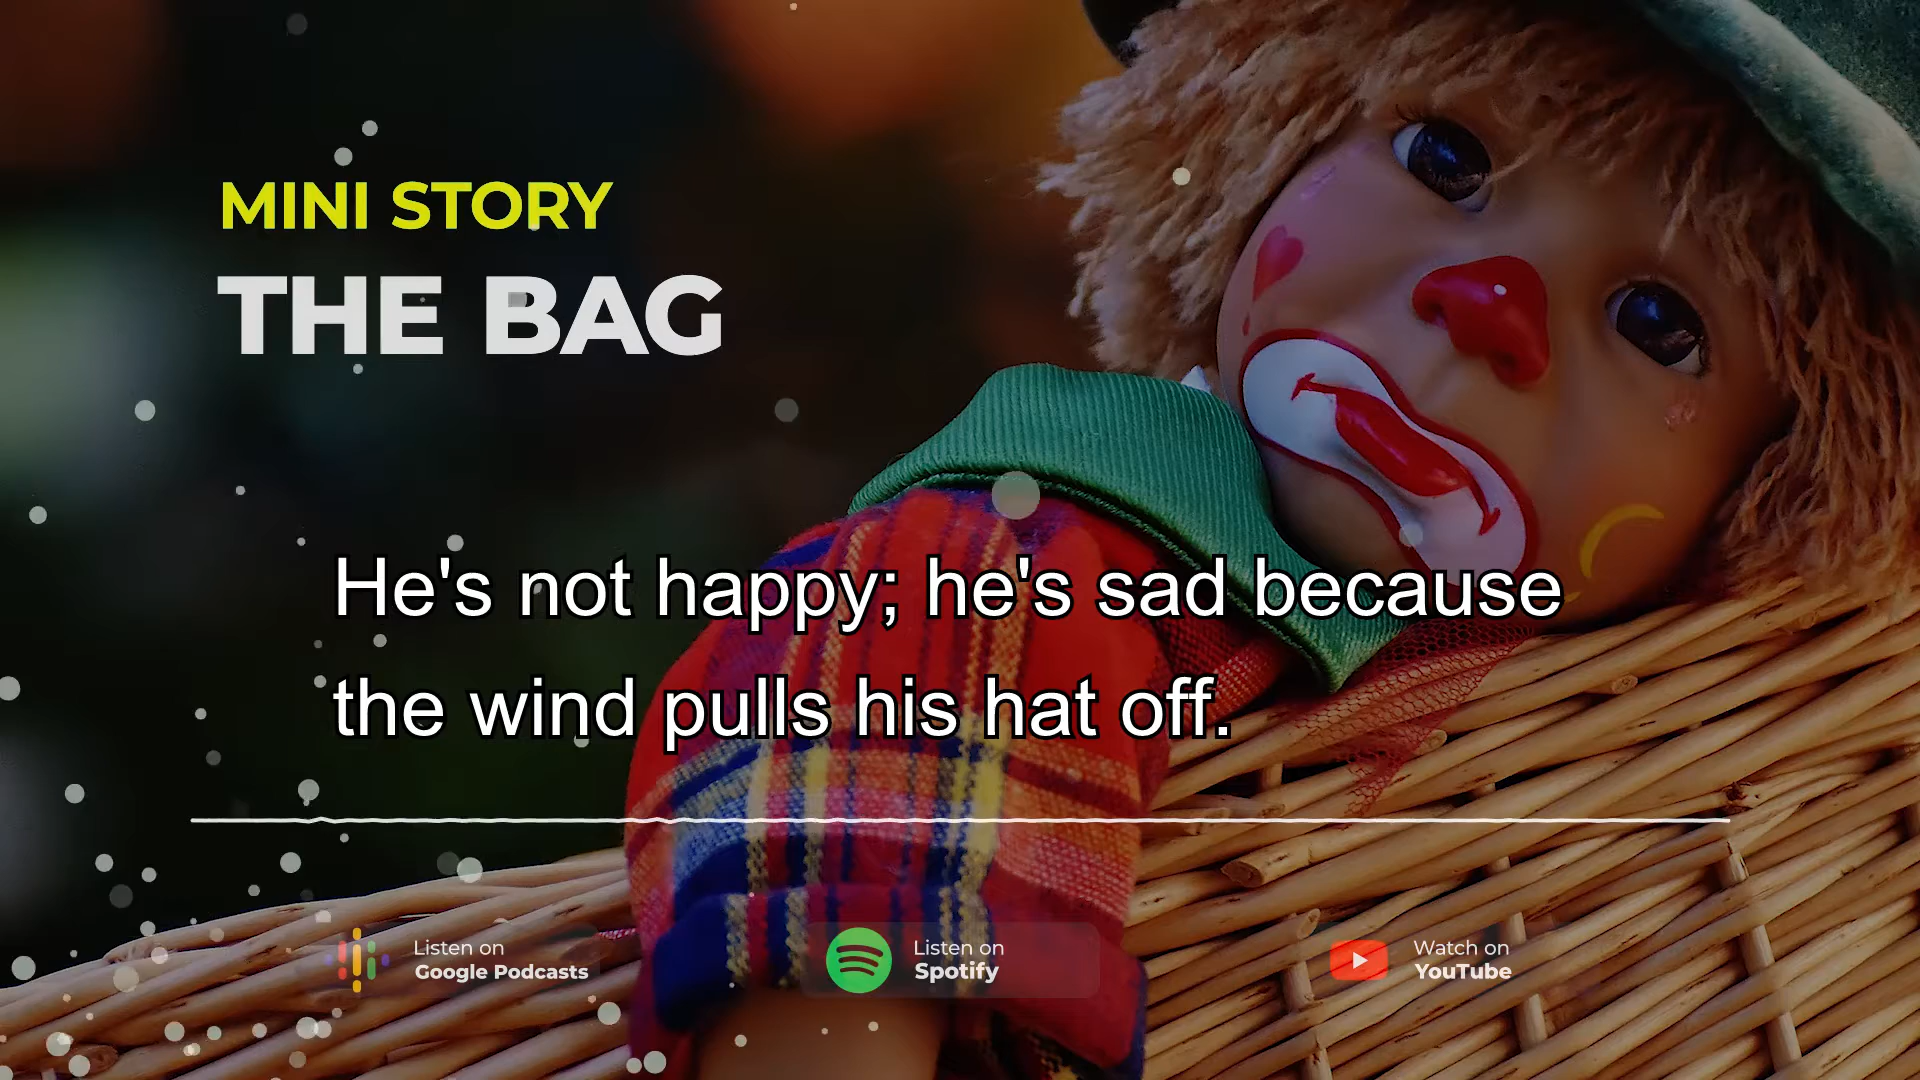 MINI STORY
THE BAG
He's not happy; he's sad because
the wind pulls his hat off.
Listen on
Google Podcasts
Listen on
Spotify
Watch on
YouTube